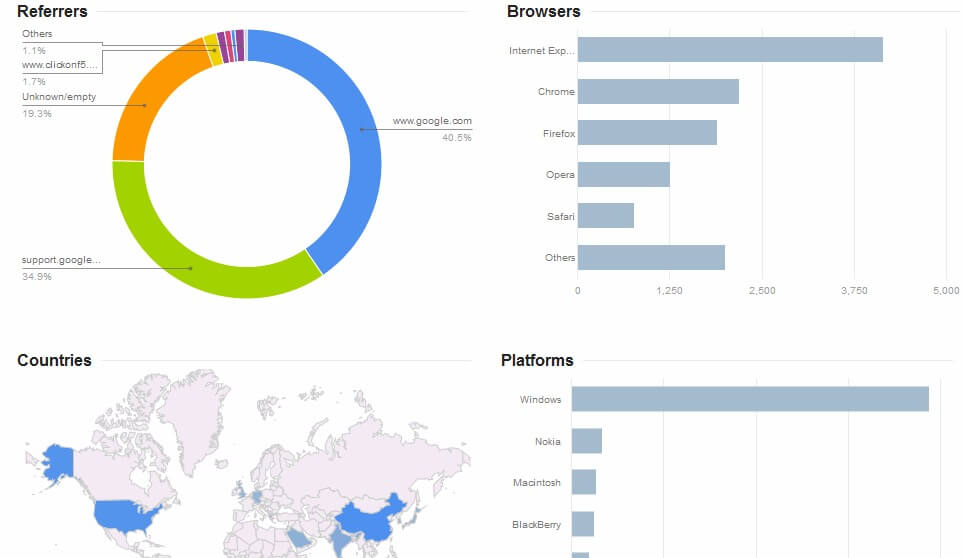 Referrers
Others
1.1%
www.clickonf5....
1.7%
Unknown/empty
19.3%
www.google.com
40.5%
support.google...
34.9%
Browsers
Internet Exp...
Chrome
Firefox
Opera
Safari
Others
0 1,250 2,500 3,750 5,000
Countries
Platforms
Windows
Nokia
Macintosh
BlackBerry